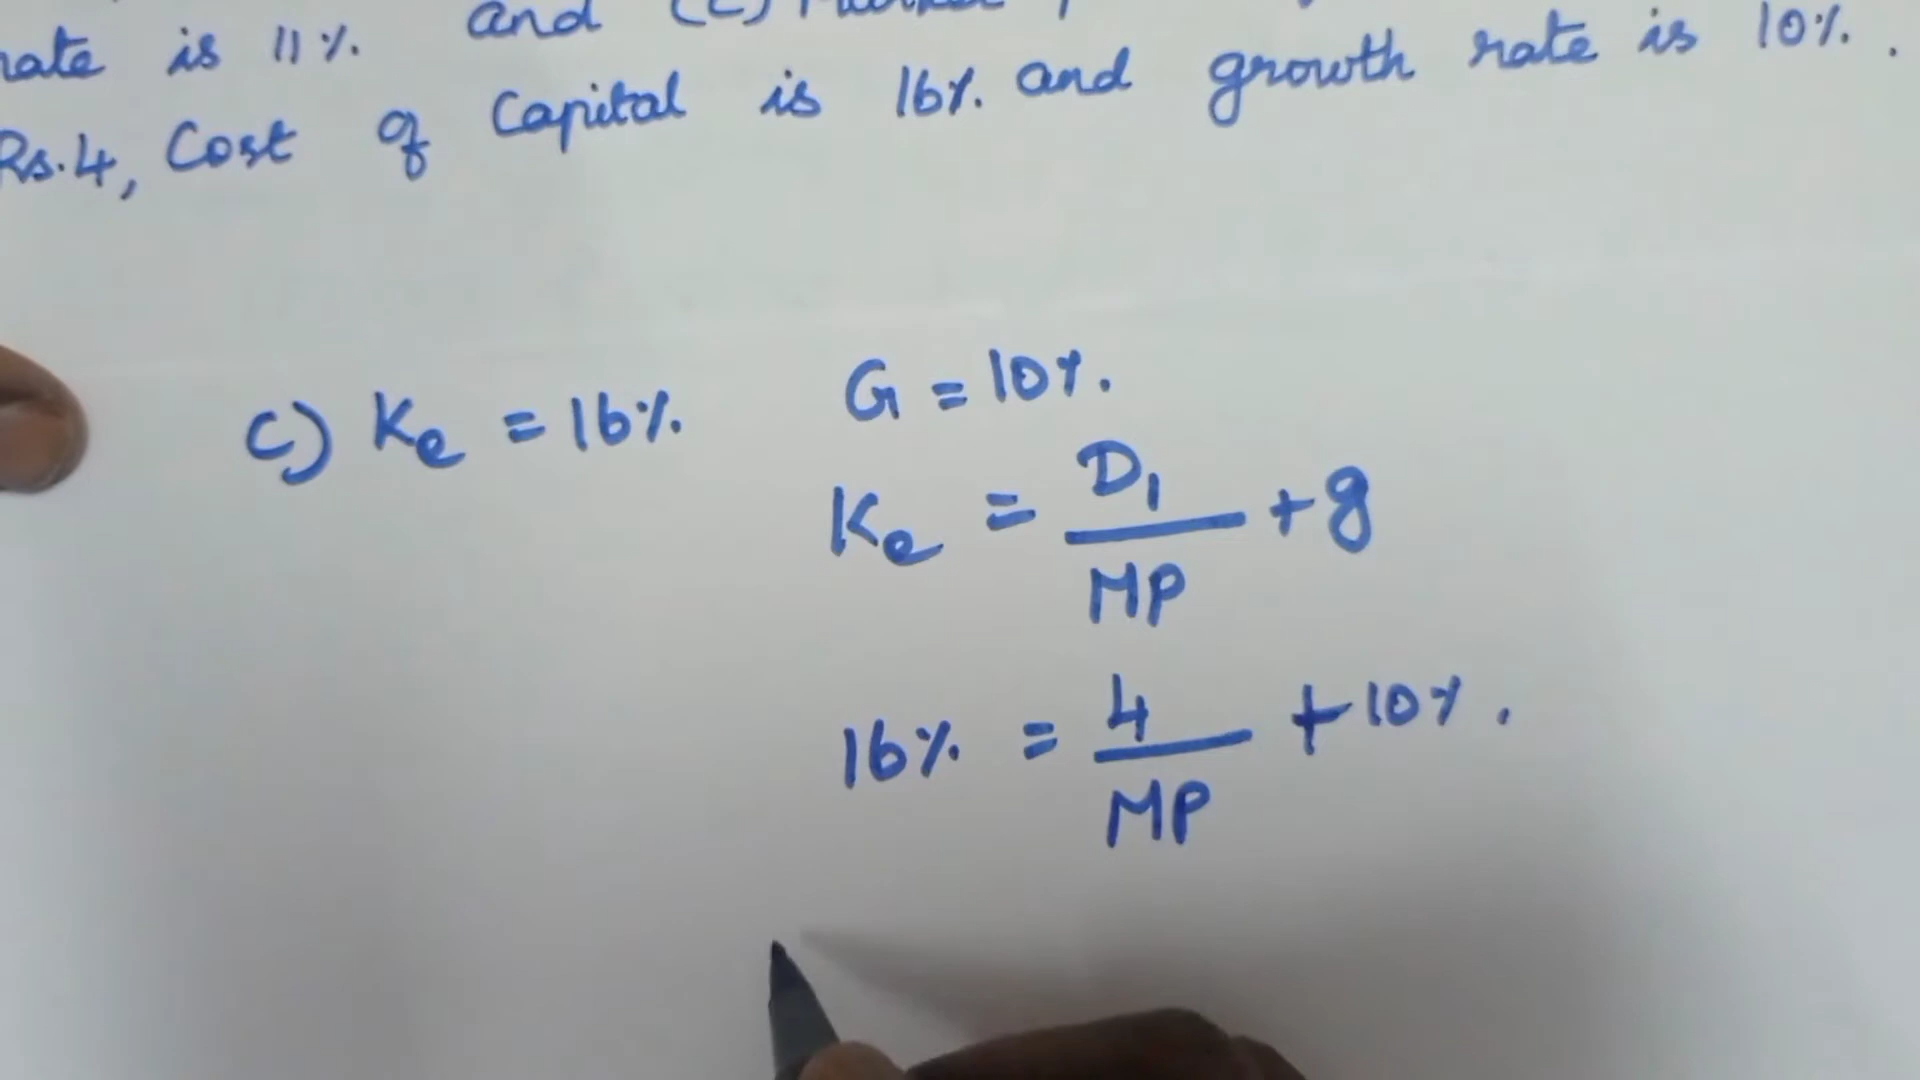 rate is 11%. and (C) Market
Rs.4, Cost of Capital is 16%. and growth rate is 10%.
C) Ke = 16%. G = 10%.
Ke = D1 / MP + g
16%. = 4 / MP + 10%.